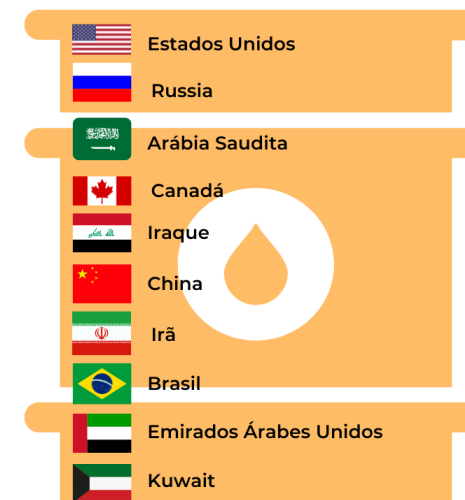 Estados Unidos
Russia
Arábia Saudita
Canadá
Iraque
China
Irã
Brasil
Emirados Árabes Unidos
Kuwait